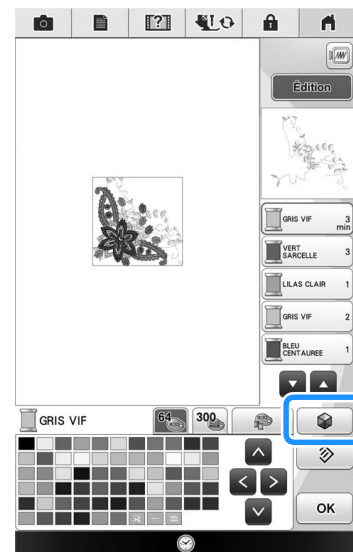 Édition
GRIS VIF 3
min
VERT
SARCELLE 3
LILAS CLAIR 1
GRIS VIF 2
BLEU
CENTAUREE 1
GRIS VIF
64
300
OK